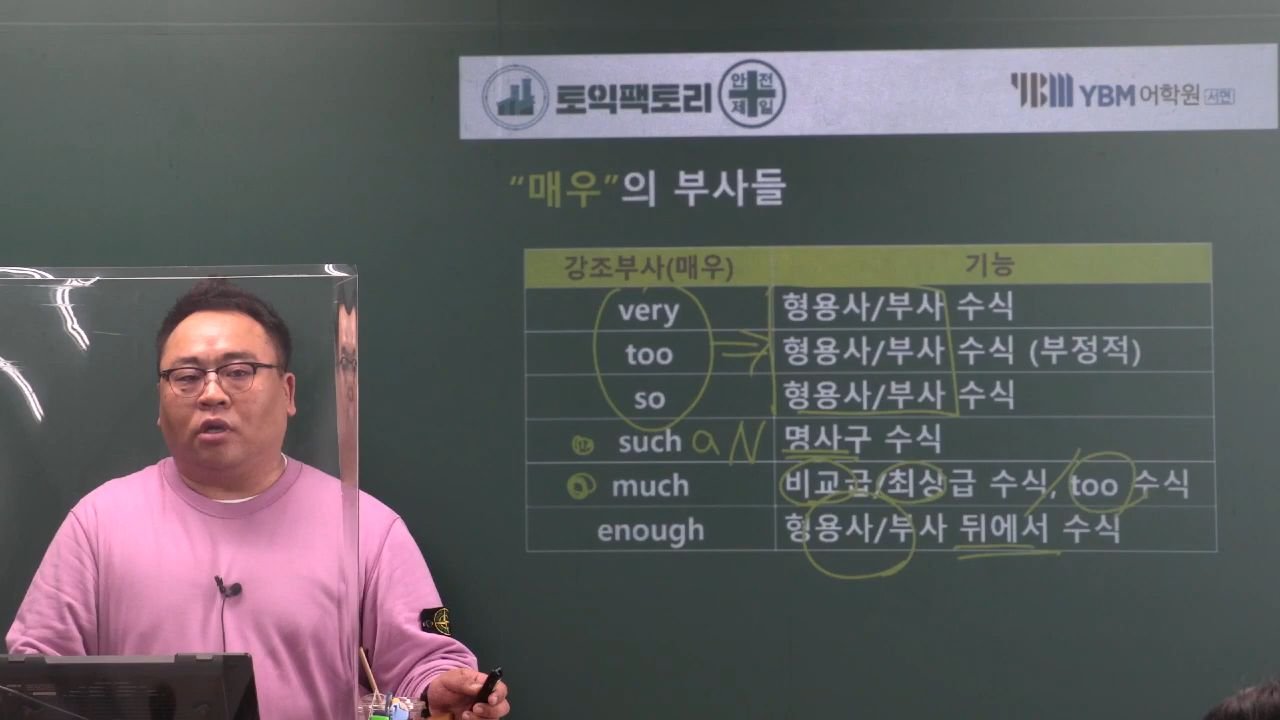 토익팩토리 안전제일 YBM YBM어학원 서현
“매우”의 부사들
강조부사(매우) 기능
very 형용사/부사 수식
too 형용사/부사 수식 (부정적)
so 형용사/부사 수식
such a N 명사구 수식
much 비교급/최상급 수식, too 수식
enough 형용사/부사 뒤에서 수식